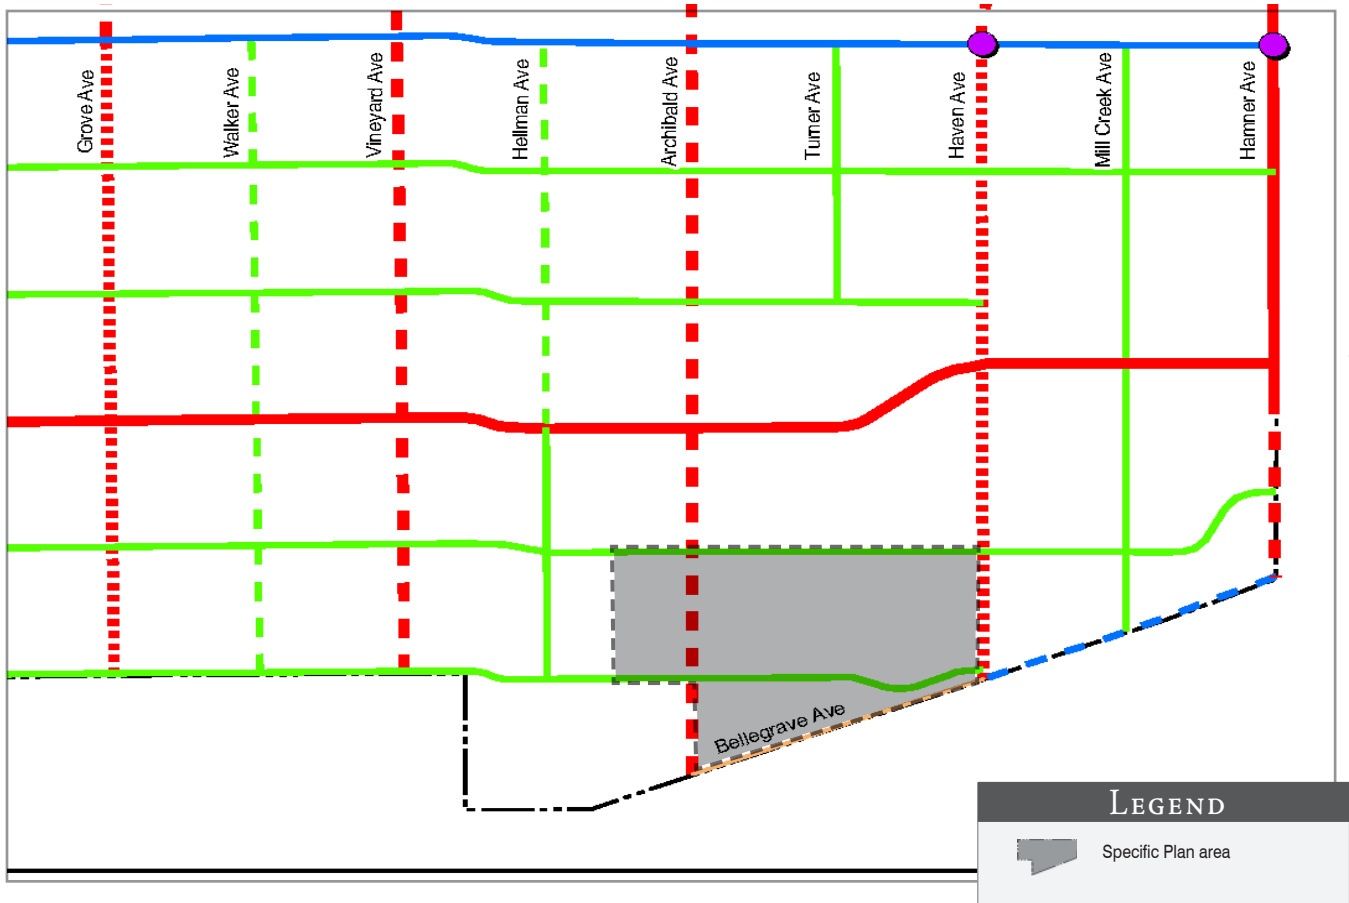 Grove Ave
Walker Ave
Vineyard Ave
Hellman Ave
Archibald Ave
Turner Ave
Haven Ave
Mill Creek Ave
Hamner Ave
Bellegrave Ave
LEGEND
Specific Plan area